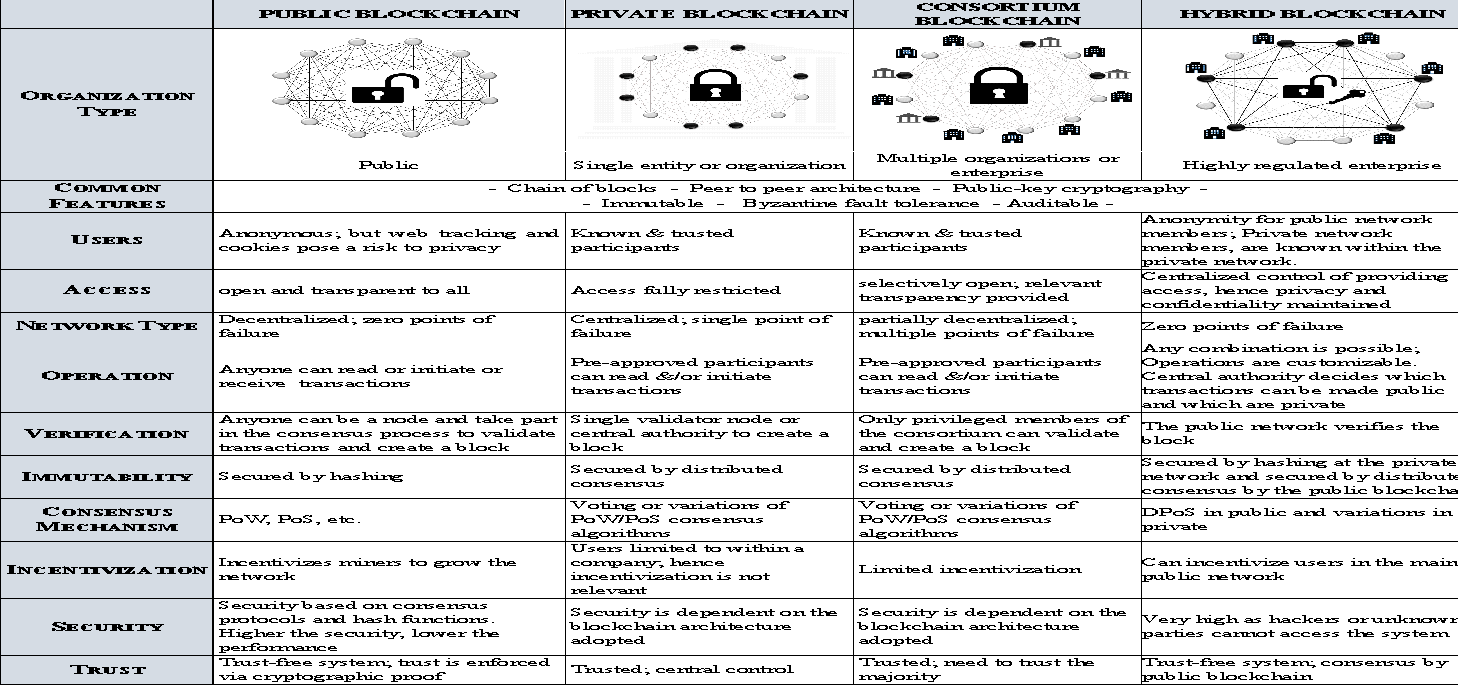 PUBLIC BLOCKCHAIN
PRIVATE BLOCKCHAIN
CONSORTIUM
BLOCKCHAIN
HYBRID BLOCKCHAIN
ORGANIZATION
TYPE
Public
Single entity or organization
Multiple organizations or
enterprise
Highly regulated enterprise
COMMON
FEATURES
- Chain of blocks - Peer to peer architecture - Public-key cryptography -
- Immutable - Byzantine fault tolerance - Auditable -
USERS
Anonymous; but web tracking and
cookies pose a risk to privacy
Known & trusted
participants
Known & trusted
participants
Anonymity for public network
members; Private network
members, are known within the
private network.
ACCESS
open and transparent to all
Access fully restricted
selectively open; relevant
transparency provided
Centralized control of providing
access, hence privacy and
confidentiality maintained
NETWORK TYPE
Decentralized; zero points of
failure
Centralized; single point of
failure
partially decentralized;
multiple points of failure
Zero points of failure
OPERATION
Anyone can read or initiate or
receive transactions
Pre-approved participants
can read &/or initiate
transactions
Pre-approved participants
can read &/or initiate
transactions
Any combination is possible;
Operations are customizable.
Central authority decides which
transactions can be made public
and which are private
VERIFICATION
Anyone can be a node and take part
in the consensus process to validate
transactions and create a block
Single validator node or
central authority to create a
block
Only privileged members of
the consortium can validate
and create a block
The public network verifies the
block
IMMUTABILITY
Secured by hashing
Secured by distributed
consensus
Secured by distributed
consensus
Secured by hashing at the private
network and secured by distribute
consensus by the public blockcha
CONSENSUS
MECHANISM
PoW, PoS, etc.
Voting or variations of
PoW/PoS consensus
algorithms
Voting or variations of
PoW/PoS consensus
algorithms
DPoS in public and variations in
private
INCENTIVIZATION
Incentivizes miners to grow the
network
Users limited to within a
company; hence
incentivization is not
relevant
Limited incentivization
Can incentivize users in the main
public network
SECURITY
Security based on consensus
protocols and hash functions.
Higher the security, lower the
performance
Security is dependent on the
blockchain architecture
adopted
Security is dependent on the
blockchain architecture
adopted
Very high as hackers or unknown
parties cannot access the system
TRUST
Trust-free system; trust is enforced
via cryptographic proof
Trusted; central control
Trusted; need to trust the
majority
Trust-free system; consensus by
public blockchain